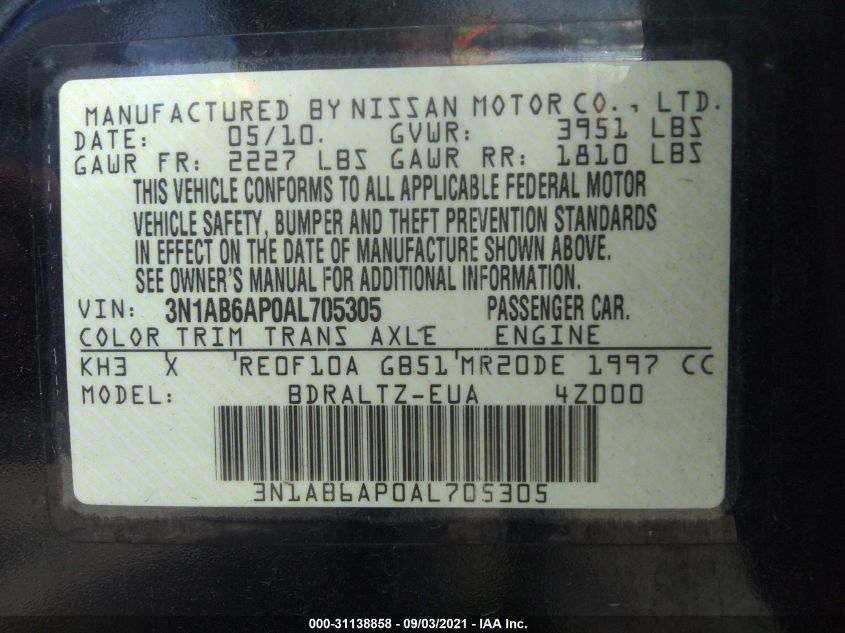 MANUFACTURED BY NISSAN MOTOR CO., LTD.
DATE: 05/10. GVWR: 3951 LBS
GAWR FR: 2227 LBS GAWR RR: 1810 LBS
THIS VEHICLE CONFORMS TO ALL APPLICABLE FEDERAL MOTOR
VEHICLE SAFETY, BUMPER AND THEFT PREVENTION STANDARDS
IN EFFECT ON THE DATE OF MANUFACTURE SHOWN ABOVE.
SEE OWNER'S MANUAL FOR ADDITIONAL INFORMATION.
VIN: 3N1AB6AP0AL705305 PASSENGER CAR.
COLOR TRIM TRANS AXLE ENGINE
KH3 X 'RE0F10A GB51'MR20DE 1997 CC
MODEL: BDRALTZ-EUA 4Z000
3N1AB6AP0AL705305
000-31138858 - 09/03/2021 - IAA Inc.